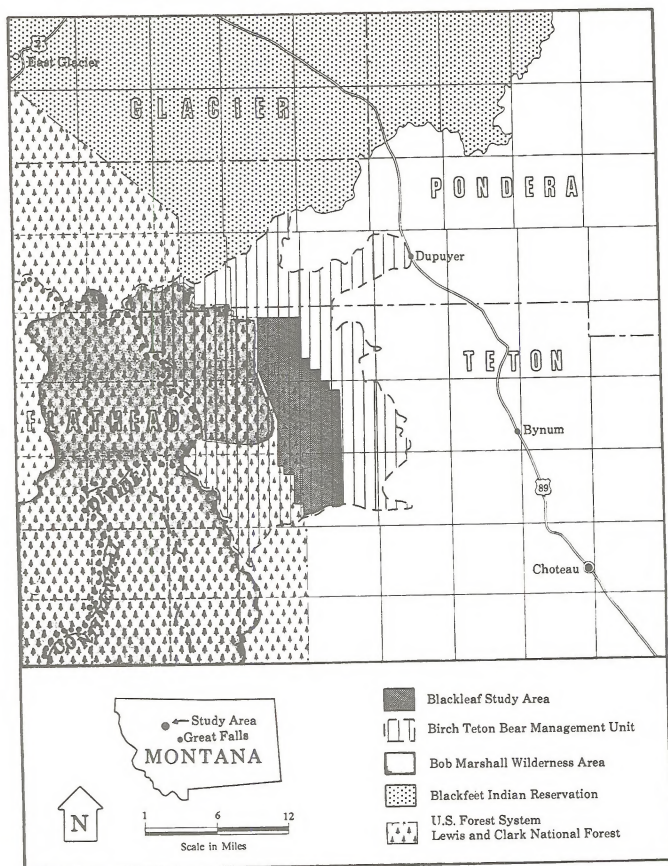 East Glacier
GLACIER
PONDERA
Dupuyer
TETON
FLATHEAD
Bynum
89
DIVIDE
CONTINENTAL
Choteau
Study Area
Great Falls
MONTANA
N
1 6 12
Scale in Miles
Blackleaf Study Area
Birch Teton Bear Management Unit
Bob Marshall Wilderness Area
Blackfeet Indian Reservation
U.S. Forest System
Lewis and Clark National Forest